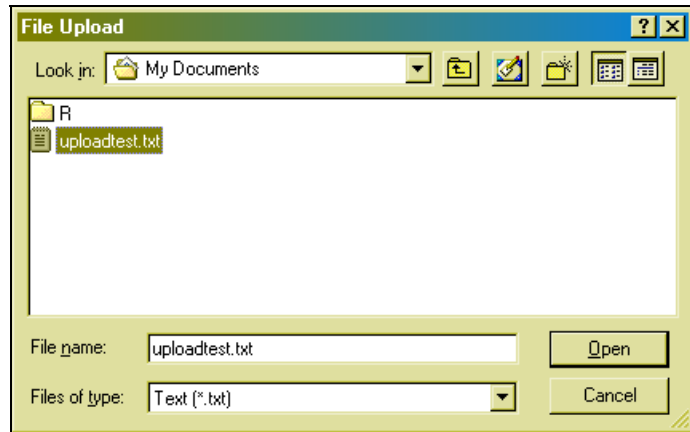 File Upload
Look in: My Documents
R
uploadtest.txt
File name: uploadtest.txt Open
Files of type: Text (*.txt) Cancel